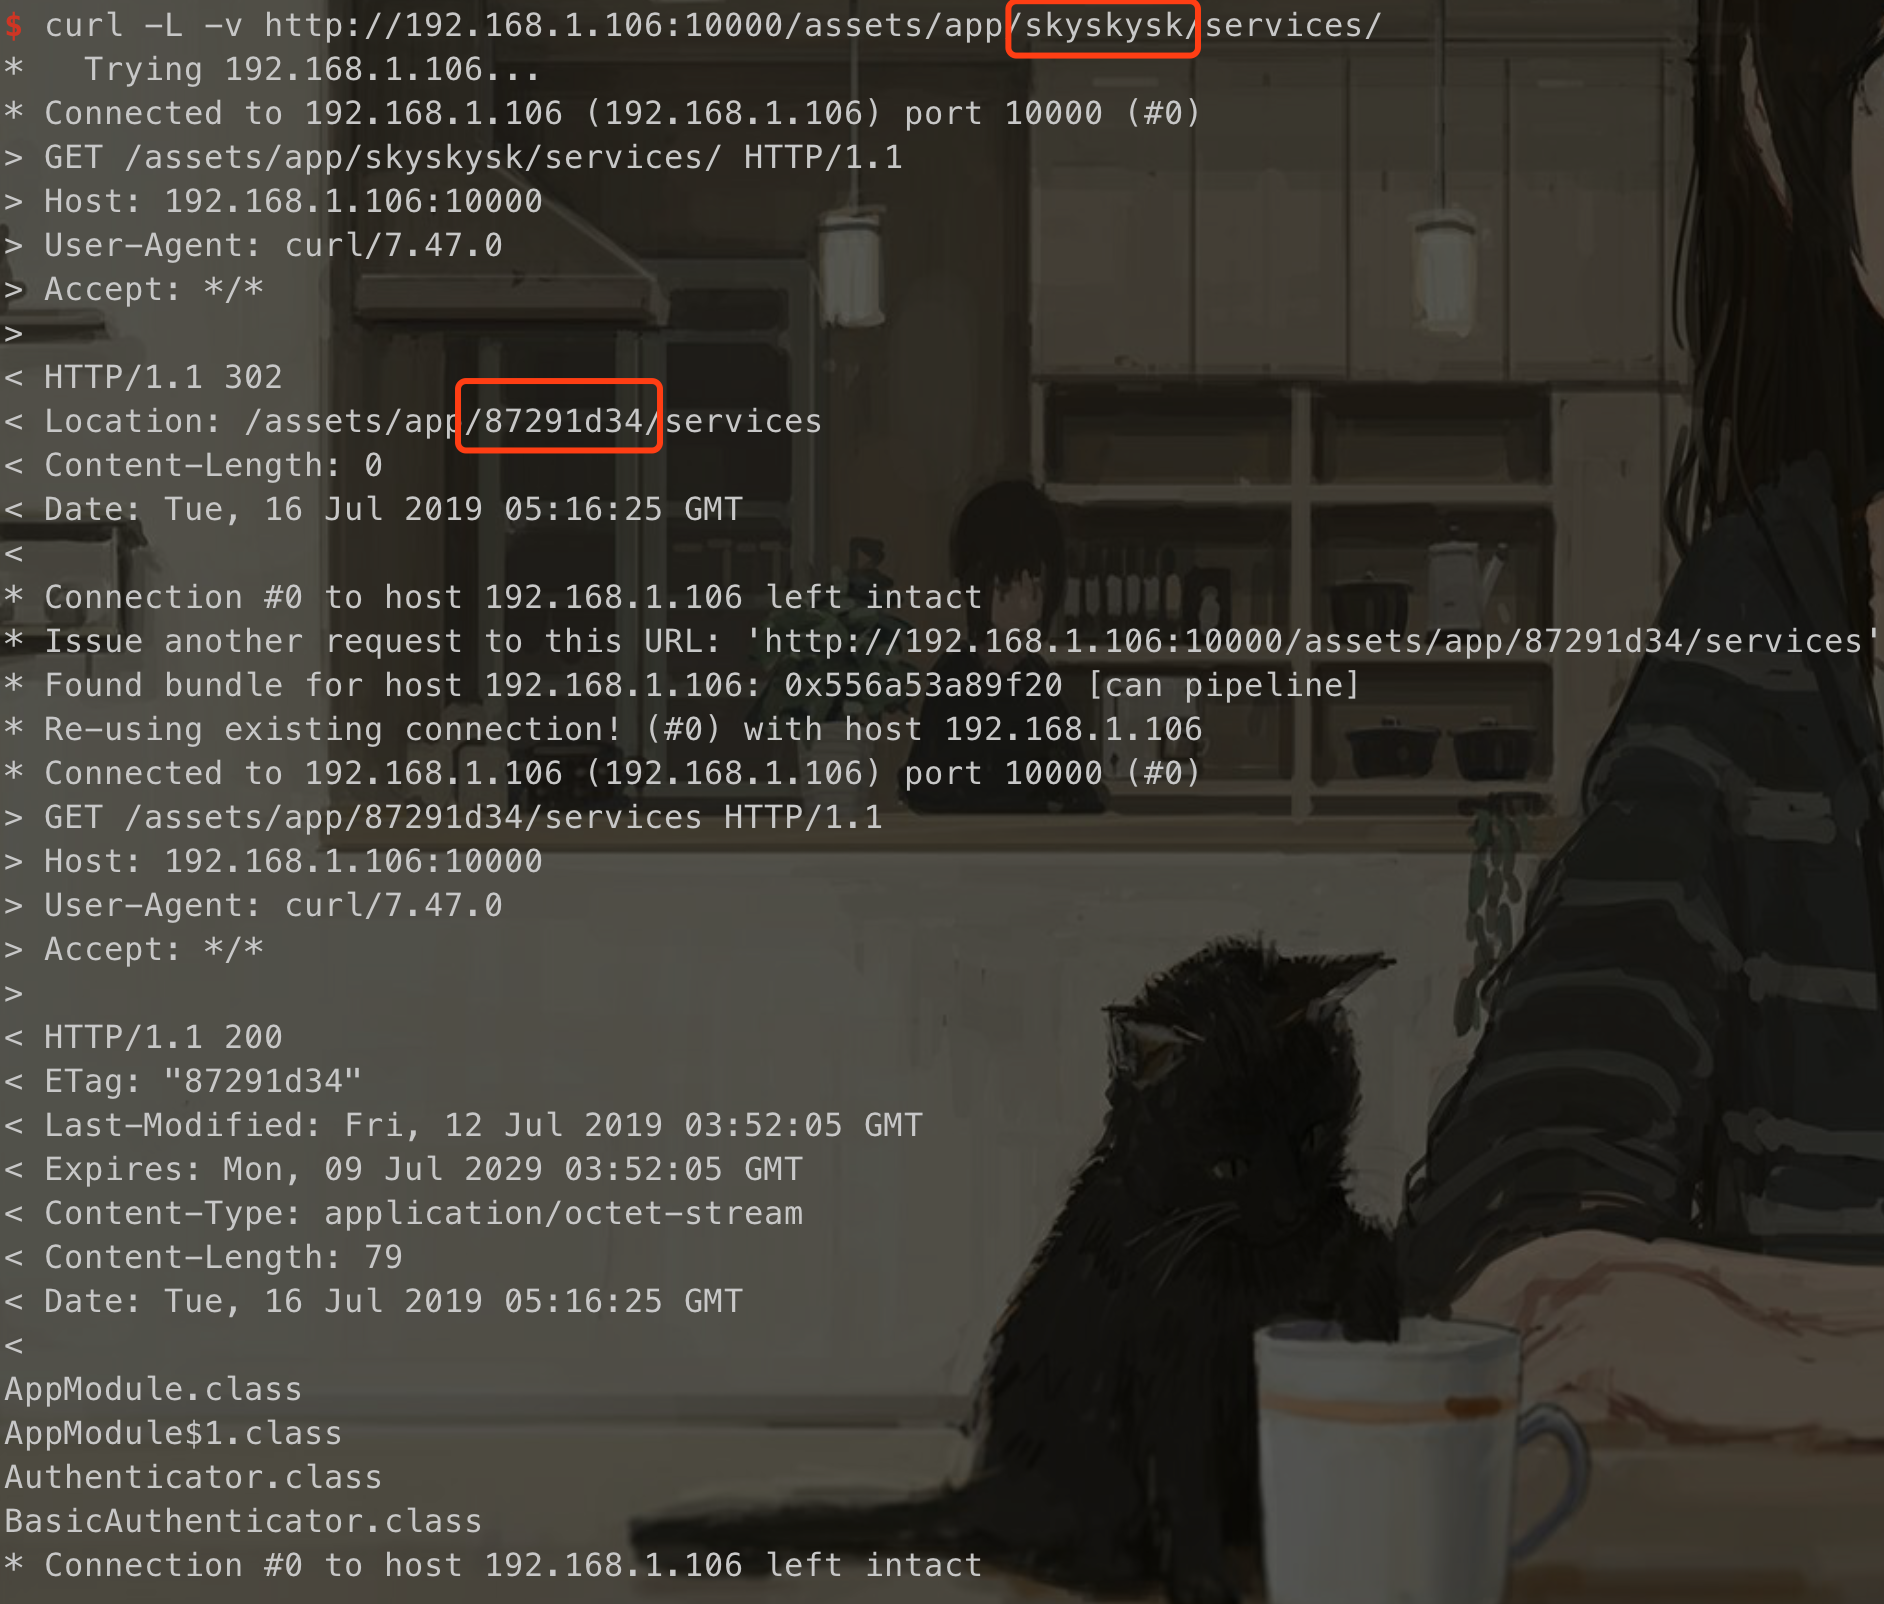 $ curl -L -v http://192.168.1.106:10000/assets/app/skyskysk/services/
*   Trying 192.168.1.106...
* Connected to 192.168.1.106 (192.168.1.106) port 10000 (#0)
> GET /assets/app/skyskysk/services/ HTTP/1.1
> Host: 192.168.1.106:10000
> User-Agent: curl/7.47.0
> Accept: */*
>
< HTTP/1.1 302
< Location: /assets/app/87291d34/services
< Content-Length: 0
< Date: Tue, 16 Jul 2019 05:16:25 GMT
<
* Connection #0 to host 192.168.1.106 left intact
* Issue another request to this URL: 'http://192.168.1.106:10000/assets/app/87291d34/services'
* Found bundle for host 192.168.1.106: 0x556a53a89f20 [can pipeline]
* Re-using existing connection! (#0) with host 192.168.1.106
* Connected to 192.168.1.106 (192.168.1.106) port 10000 (#0)
> GET /assets/app/87291d34/services HTTP/1.1
> Host: 192.168.1.106:10000
> User-Agent: curl/7.47.0
> Accept: */*
>
< HTTP/1.1 200
< ETag: "87291d34"
< Last-Modified: Fri, 12 Jul 2019 03:52:05 GMT
< Expires: Mon, 09 Jul 2029 03:52:05 GMT
< Content-Type: application/octet-stream
< Content-Length: 79
< Date: Tue, 16 Jul 2019 05:16:25 GMT
<
AppModule.class
AppModule$1.class
Authenticator.class
BasicAuthenticator.class
* Connection #0 to host 192.168.1.106 left intact